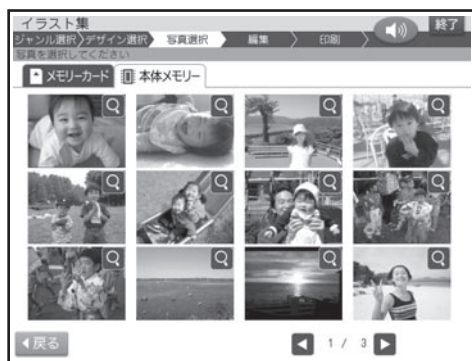 イラスト集
終了
ジャンル選択 デザイン選択 写真選択 編集 印刷
写真を選択してください
メモリーカード 本体メモリー
戻る
1 / 3